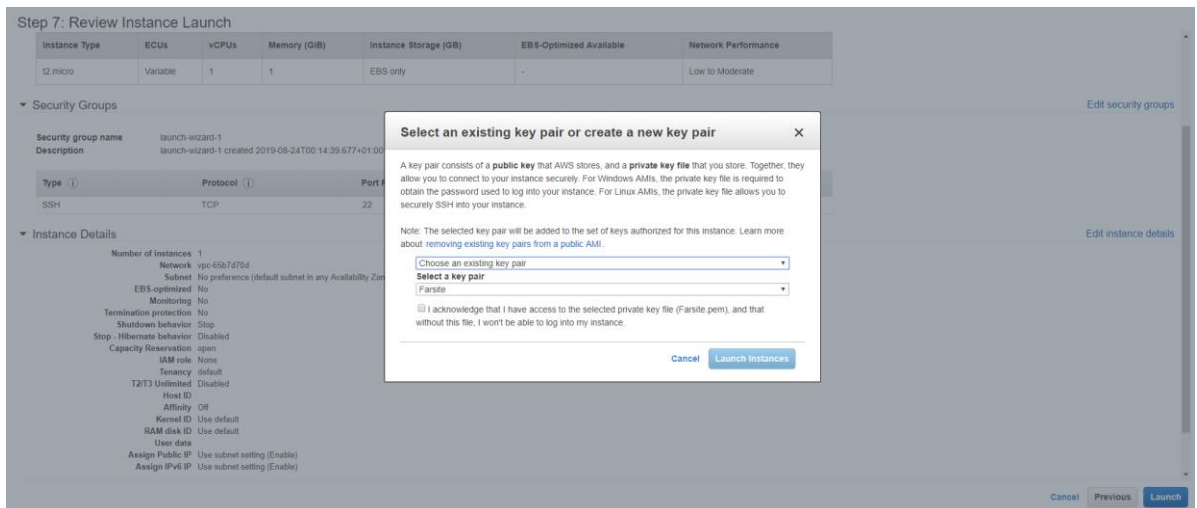 Step 7: Review Instance Launch
Instance Type ECUs vCPUs Memory (GiB) Instance Storage (GB) EBS-Optimized Available Network Performance
t2.micro Variable 1 1 EBS only - Low to Moderate
Security Groups Edit security groups
Security group name launch-wizard-1
Description launch-wizard-1 created 2019-08-24T00:14:39.677+01:00
Type Protocol Port
SSH TCP 22
Instance Details Edit instance details
Number of instances 1
Network vpc-65b7d76d
Subnet No preference (default subnet in any Availability Zon
EBS-optimized No
Monitoring No
Termination protection No
Shutdown behavior Stop
Stop - Hibernate behavior Disabled
Capacity Reservation open
IAM role None
Tenancy default
T2/T3 Unlimited Disabled
Host ID
Affinity Off
Kernel ID Use default
RAM disk ID Use default
User data
Assign Public IP Use subnet setting (Enable)
Assign IPv6 IP Use subnet setting (Enable)
Select an existing key pair or create a new key pair ×
A key pair consists of a public key that AWS stores, and a private key file that you store. Together, they
allow you to connect to your instance securely. For Windows AMIs, the private key file is required to
obtain the password used to log into your instance. For Linux AMIs, the private key file allows you to
securely SSH into your instance.
Note: The selected key pair will be added to the set of keys authorized for this instance. Learn more
about removing existing key pairs from a public AMI.
Choose an existing key pair
Select a key pair
Farsite
I acknowledge that I have access to the selected private key file (Farsite.pem), and that
without this file, I won't be able to log into my instance.
Cancel Launch Instances
Cancel Previous Launch